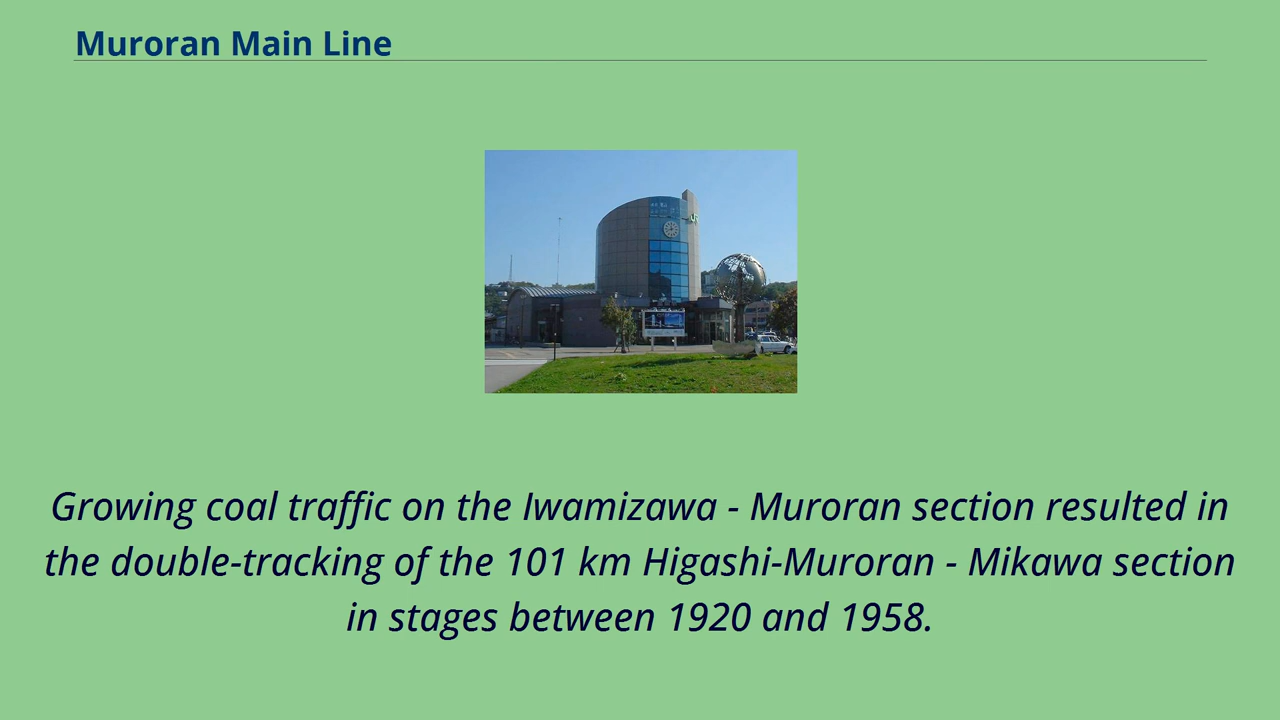 Muroran Main Line
Growing coal traffic on the Iwamizawa - Muroran section resulted in
the double-tracking of the 101 km Higashi-Muroran - Mikawa section
in stages between 1920 and 1958.